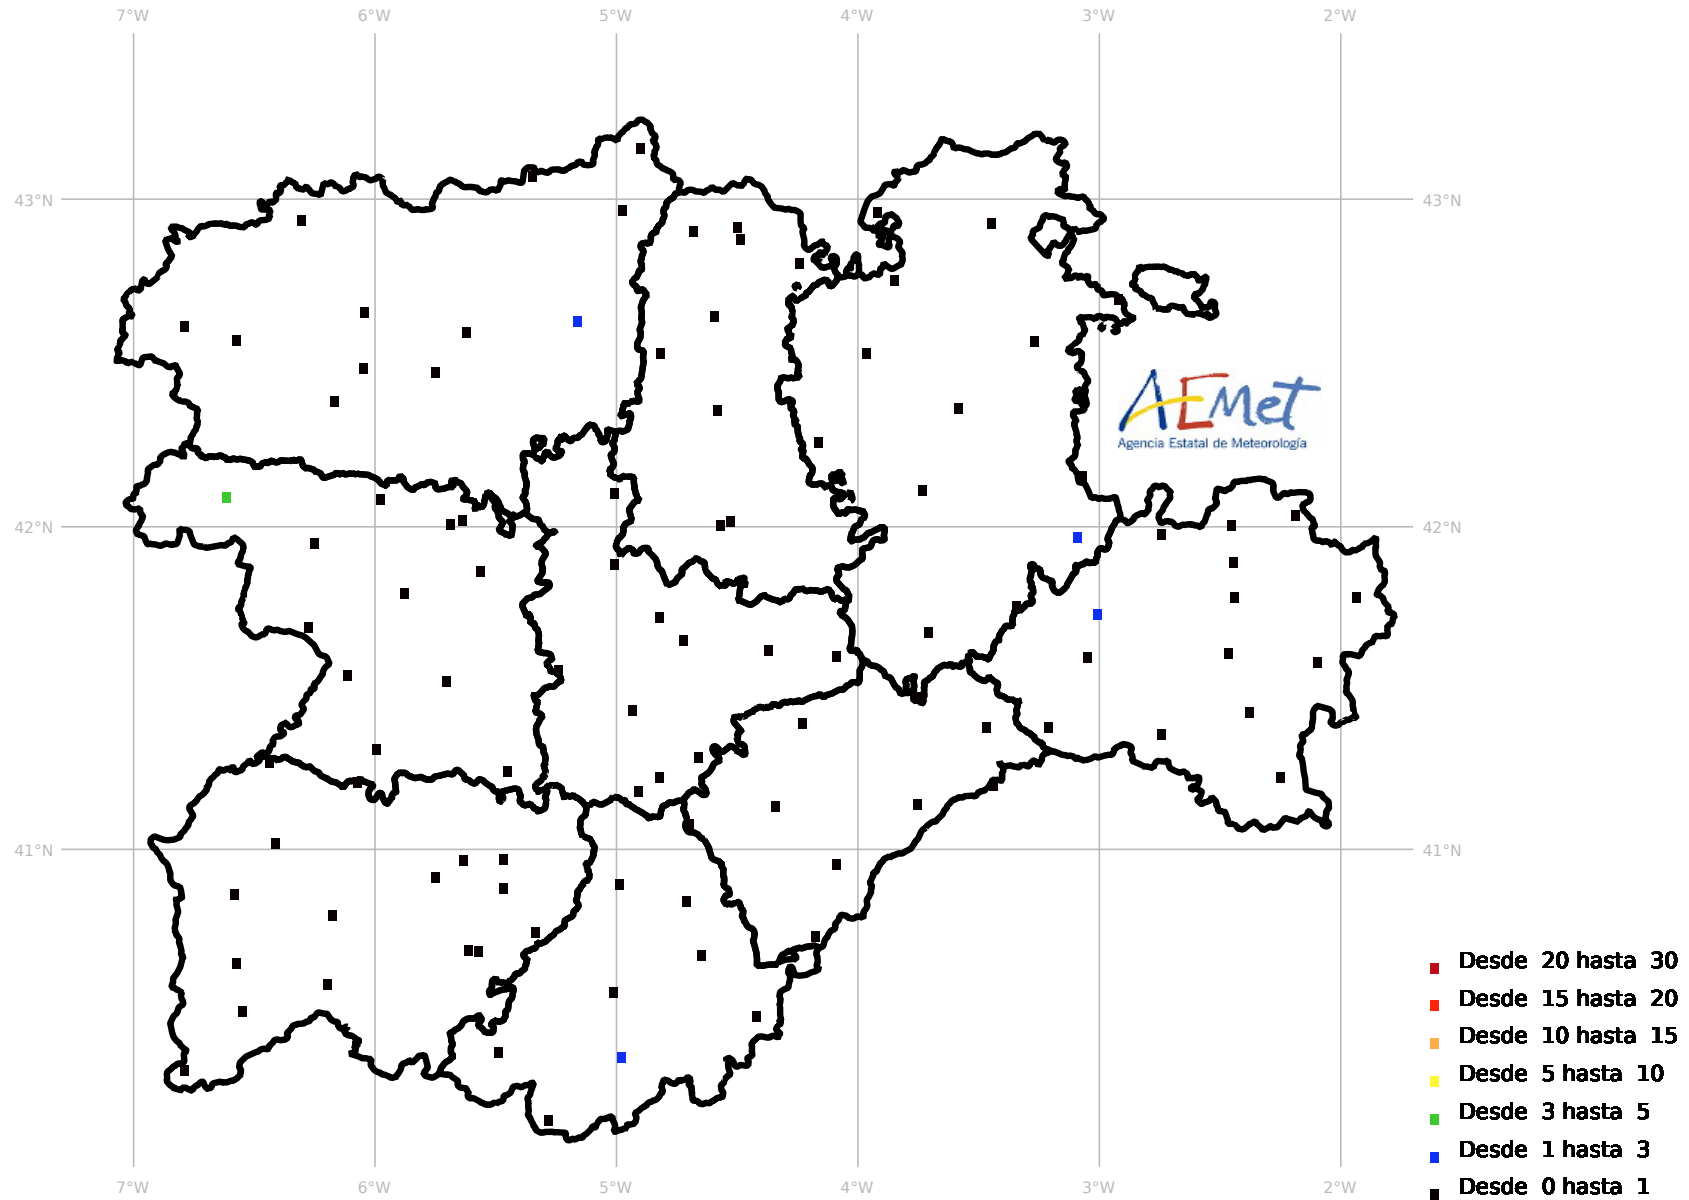 7°W 6°W 5°W 4°W 3°W 2°W
43°N 43°N
AEMet
Agencia Estatal de Meteorología
42°N 42°N
41°N 41°N
Desde 20 hasta 30
Desde 15 hasta 20
Desde 10 hasta 15
Desde 5 hasta 10
Desde 3 hasta 5
Desde 1 hasta 3
Desde 0 hasta 1
7°W 6°W 5°W 4°W 3°W 2°W